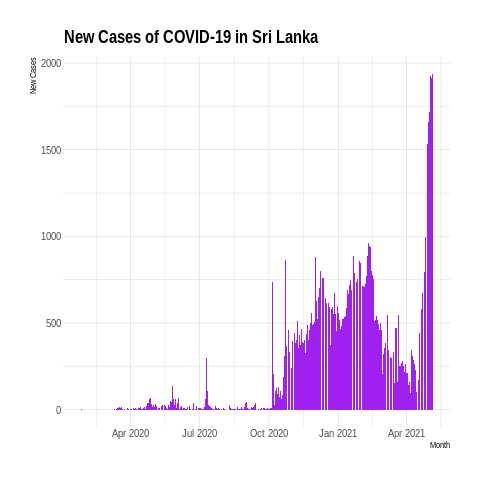 New Cases of COVID-19 in Sri Lanka
New Cases
2000
1500
1000
500
0
Apr 2020 Jul 2020 Oct 2020 Jan 2021 Apr 2021
Month